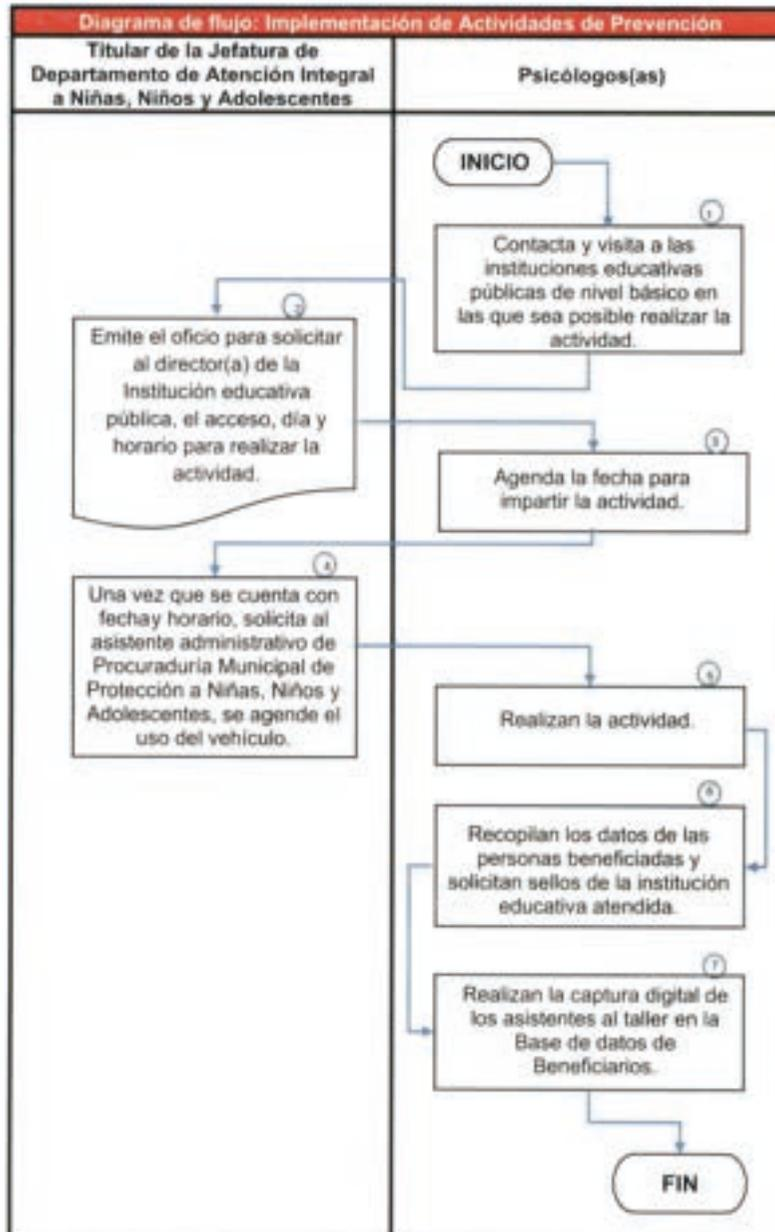 Diagrama de flujo: Implementación de Actividades de Prevención
Titular de la Jefatura de
Departamento de Atención Integral
a Niñas, Niños y Adolescentes
Psicólogos(as)
INICIO
1
Contacta y visita a las
instituciones educativas
públicas de nivel básico en
las que sea posible realizar la
actividad.
2
Emite el oficio para solicitar
al director(a) de la
Institución educativa
pública, el acceso, día y
horario para realizar la
actividad.
3
Agenda la fecha para
impartir la actividad.
4
Una vez que se cuenta con
fechay horario, solicita al
asistente administrativo de
Procuraduría Municipal de
Protección a Niñas, Niños y
Adolescentes, se agende el
uso del vehículo.
5
Realizan la actividad.
6
Recopilan los datos de las
personas beneficiadas y
solicitan sellos de la institución
educativa atendida.
7
Realizan la captura digital de
los asistentes al taller en la
Base de datos de
Beneficiarios.
FIN